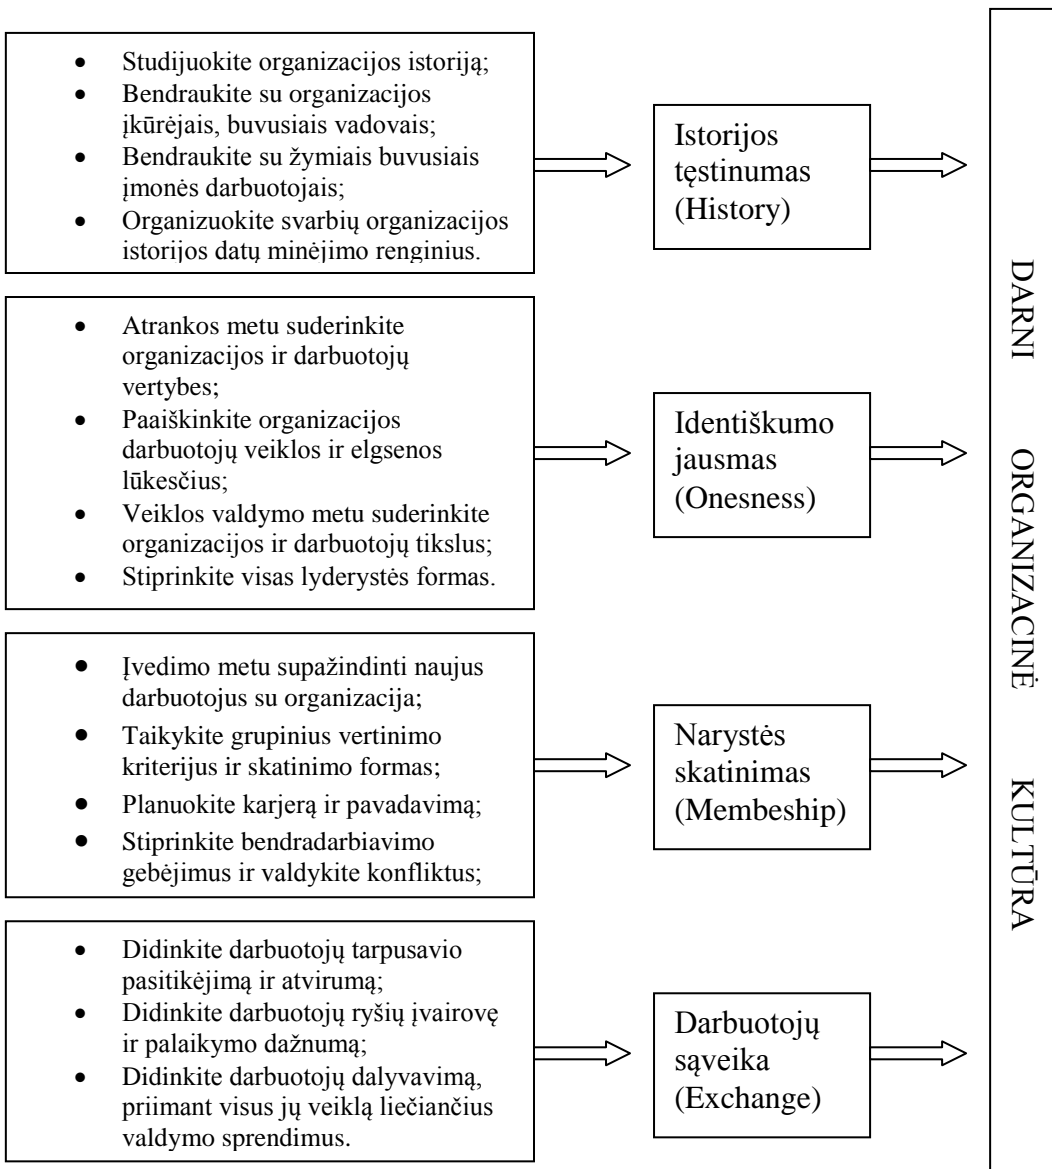 • Studijuokite organizacijos istoriją;
• Bendraukite su organizacijos
įkūrėjais, buvusiais vadovais;
• Bendraukite su žymiais buvusiais
įmonės darbuotojais;
• Organizuokite svarbių organizacijos
istorijos datų minėjimo renginius.
Istorijos
tęstinumas
(History)
• Atrankos metu suderinkite
organizacijos ir darbuotojų
vertybes;
• Paaiškinkite organizacijos
darbuotojų veiklos ir elgsenos
lūkesčius;
• Veiklos valdymo metu suderinkite
organizacijos ir darbuotojų tikslus;
• Stiprinkite visas lyderystės formas.
Identiškumo
jausmas
(Onesness)
• Įvedimo metu supažindinti naujus
darbuotojus su organizacija;
• Taikykite grupinius vertinimo
kriterijus ir skatinimo formas;
• Planuokite karjerą ir pavadavimą;
• Stiprinkite bendradarbiavimo
gebėjimus ir valdykite konfliktus;
Narystės
skatinimas
(Membeship)
• Didinkite darbuotojų tarpusavio
pasitikėjimą ir atvirumą;
• Didinkite darbuotojų ryšių įvairovę
ir palaikymo dažnumą;
• Didinkite darbuotojų dalyvavimą,
priimant visus jų veiklą liečiančius
valdymo sprendimus.
Darbuotojų
sąveika
(Exchange)
DARNI ORGANIZACINĖ KULTŪRA